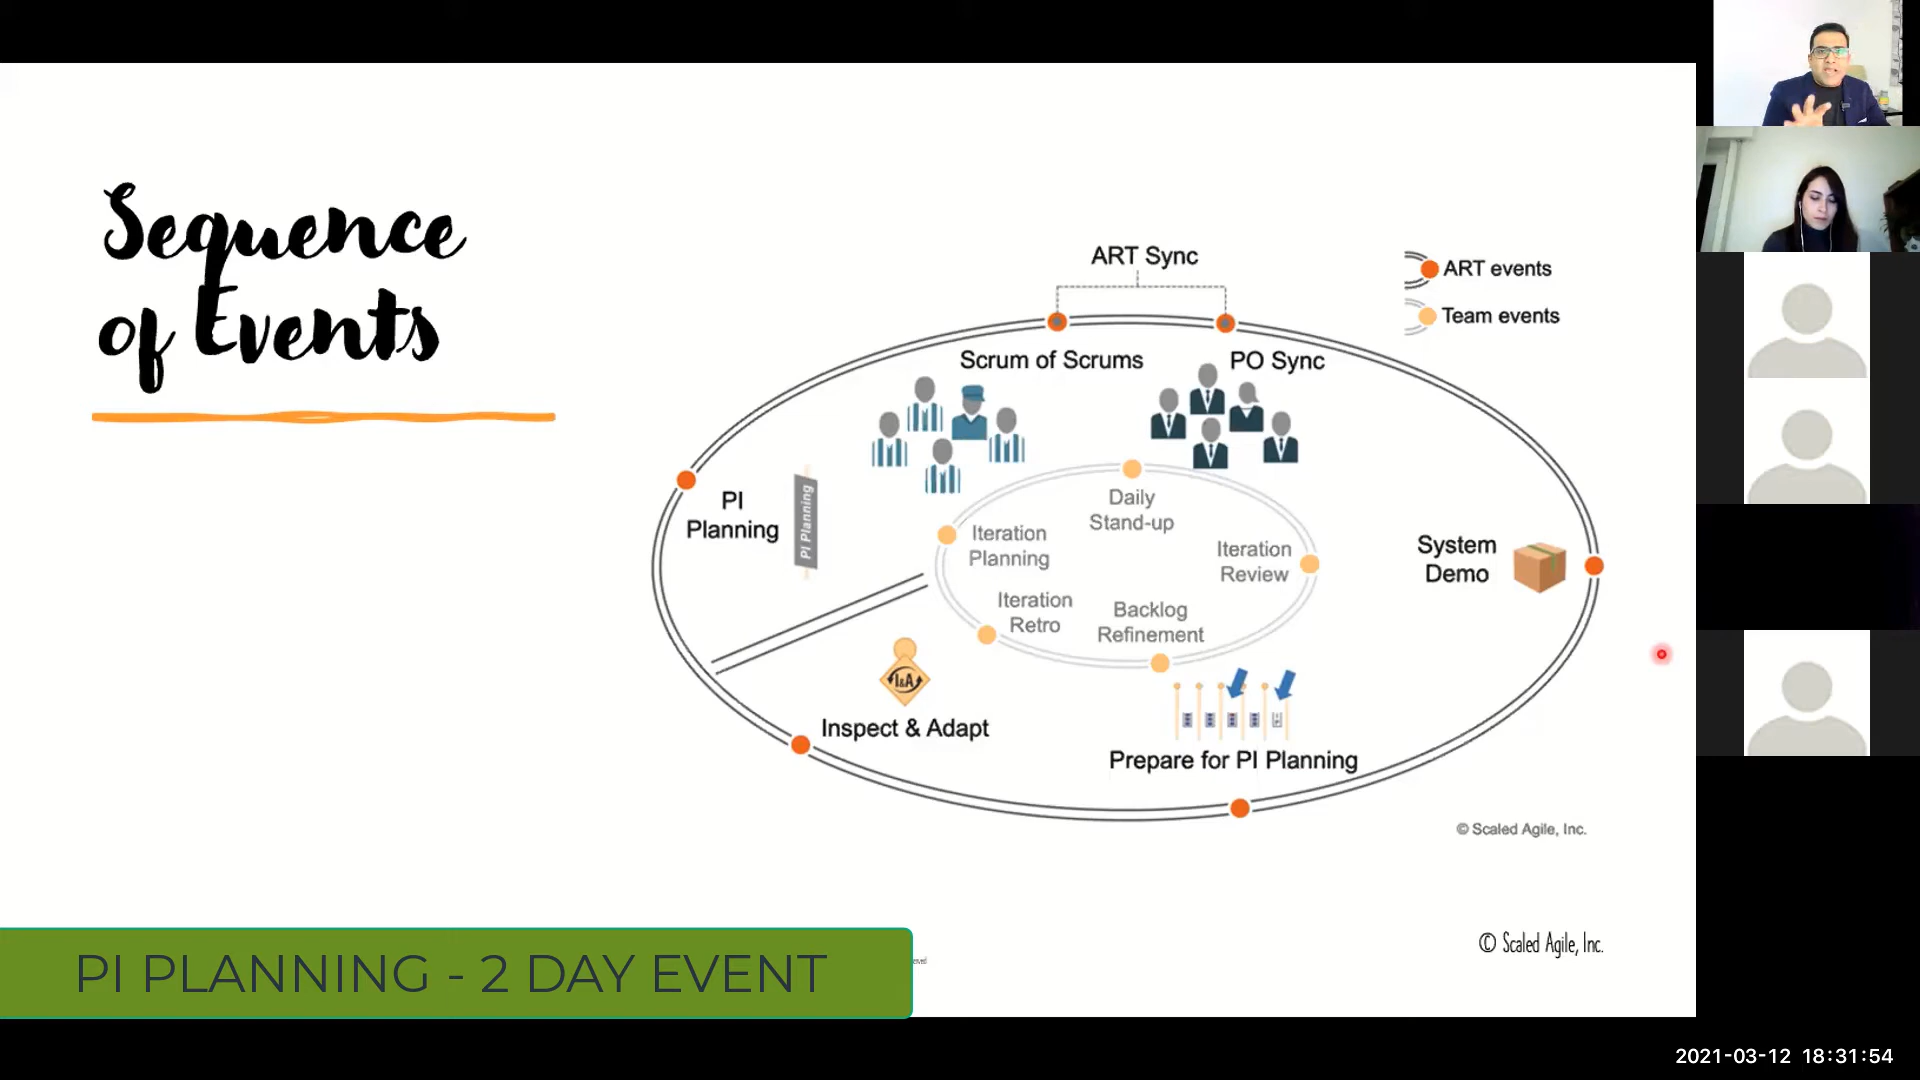 Sequence
of Events
ART Sync
ART events
Team events
Scrum of Scrums
PO Sync
PI
Planning
PI Planning
Daily
Stand-up
Iteration
Planning
Iteration
Review
System
Demo
Iteration
Retro
Backlog
Refinement
I&A
Inspect & Adapt
Prepare for PI Planning
© Scaled Agile, Inc.
© Scaled Agile, Inc.
PI PLANNING - 2 DAY EVENT
2021-03-12 18:31:54